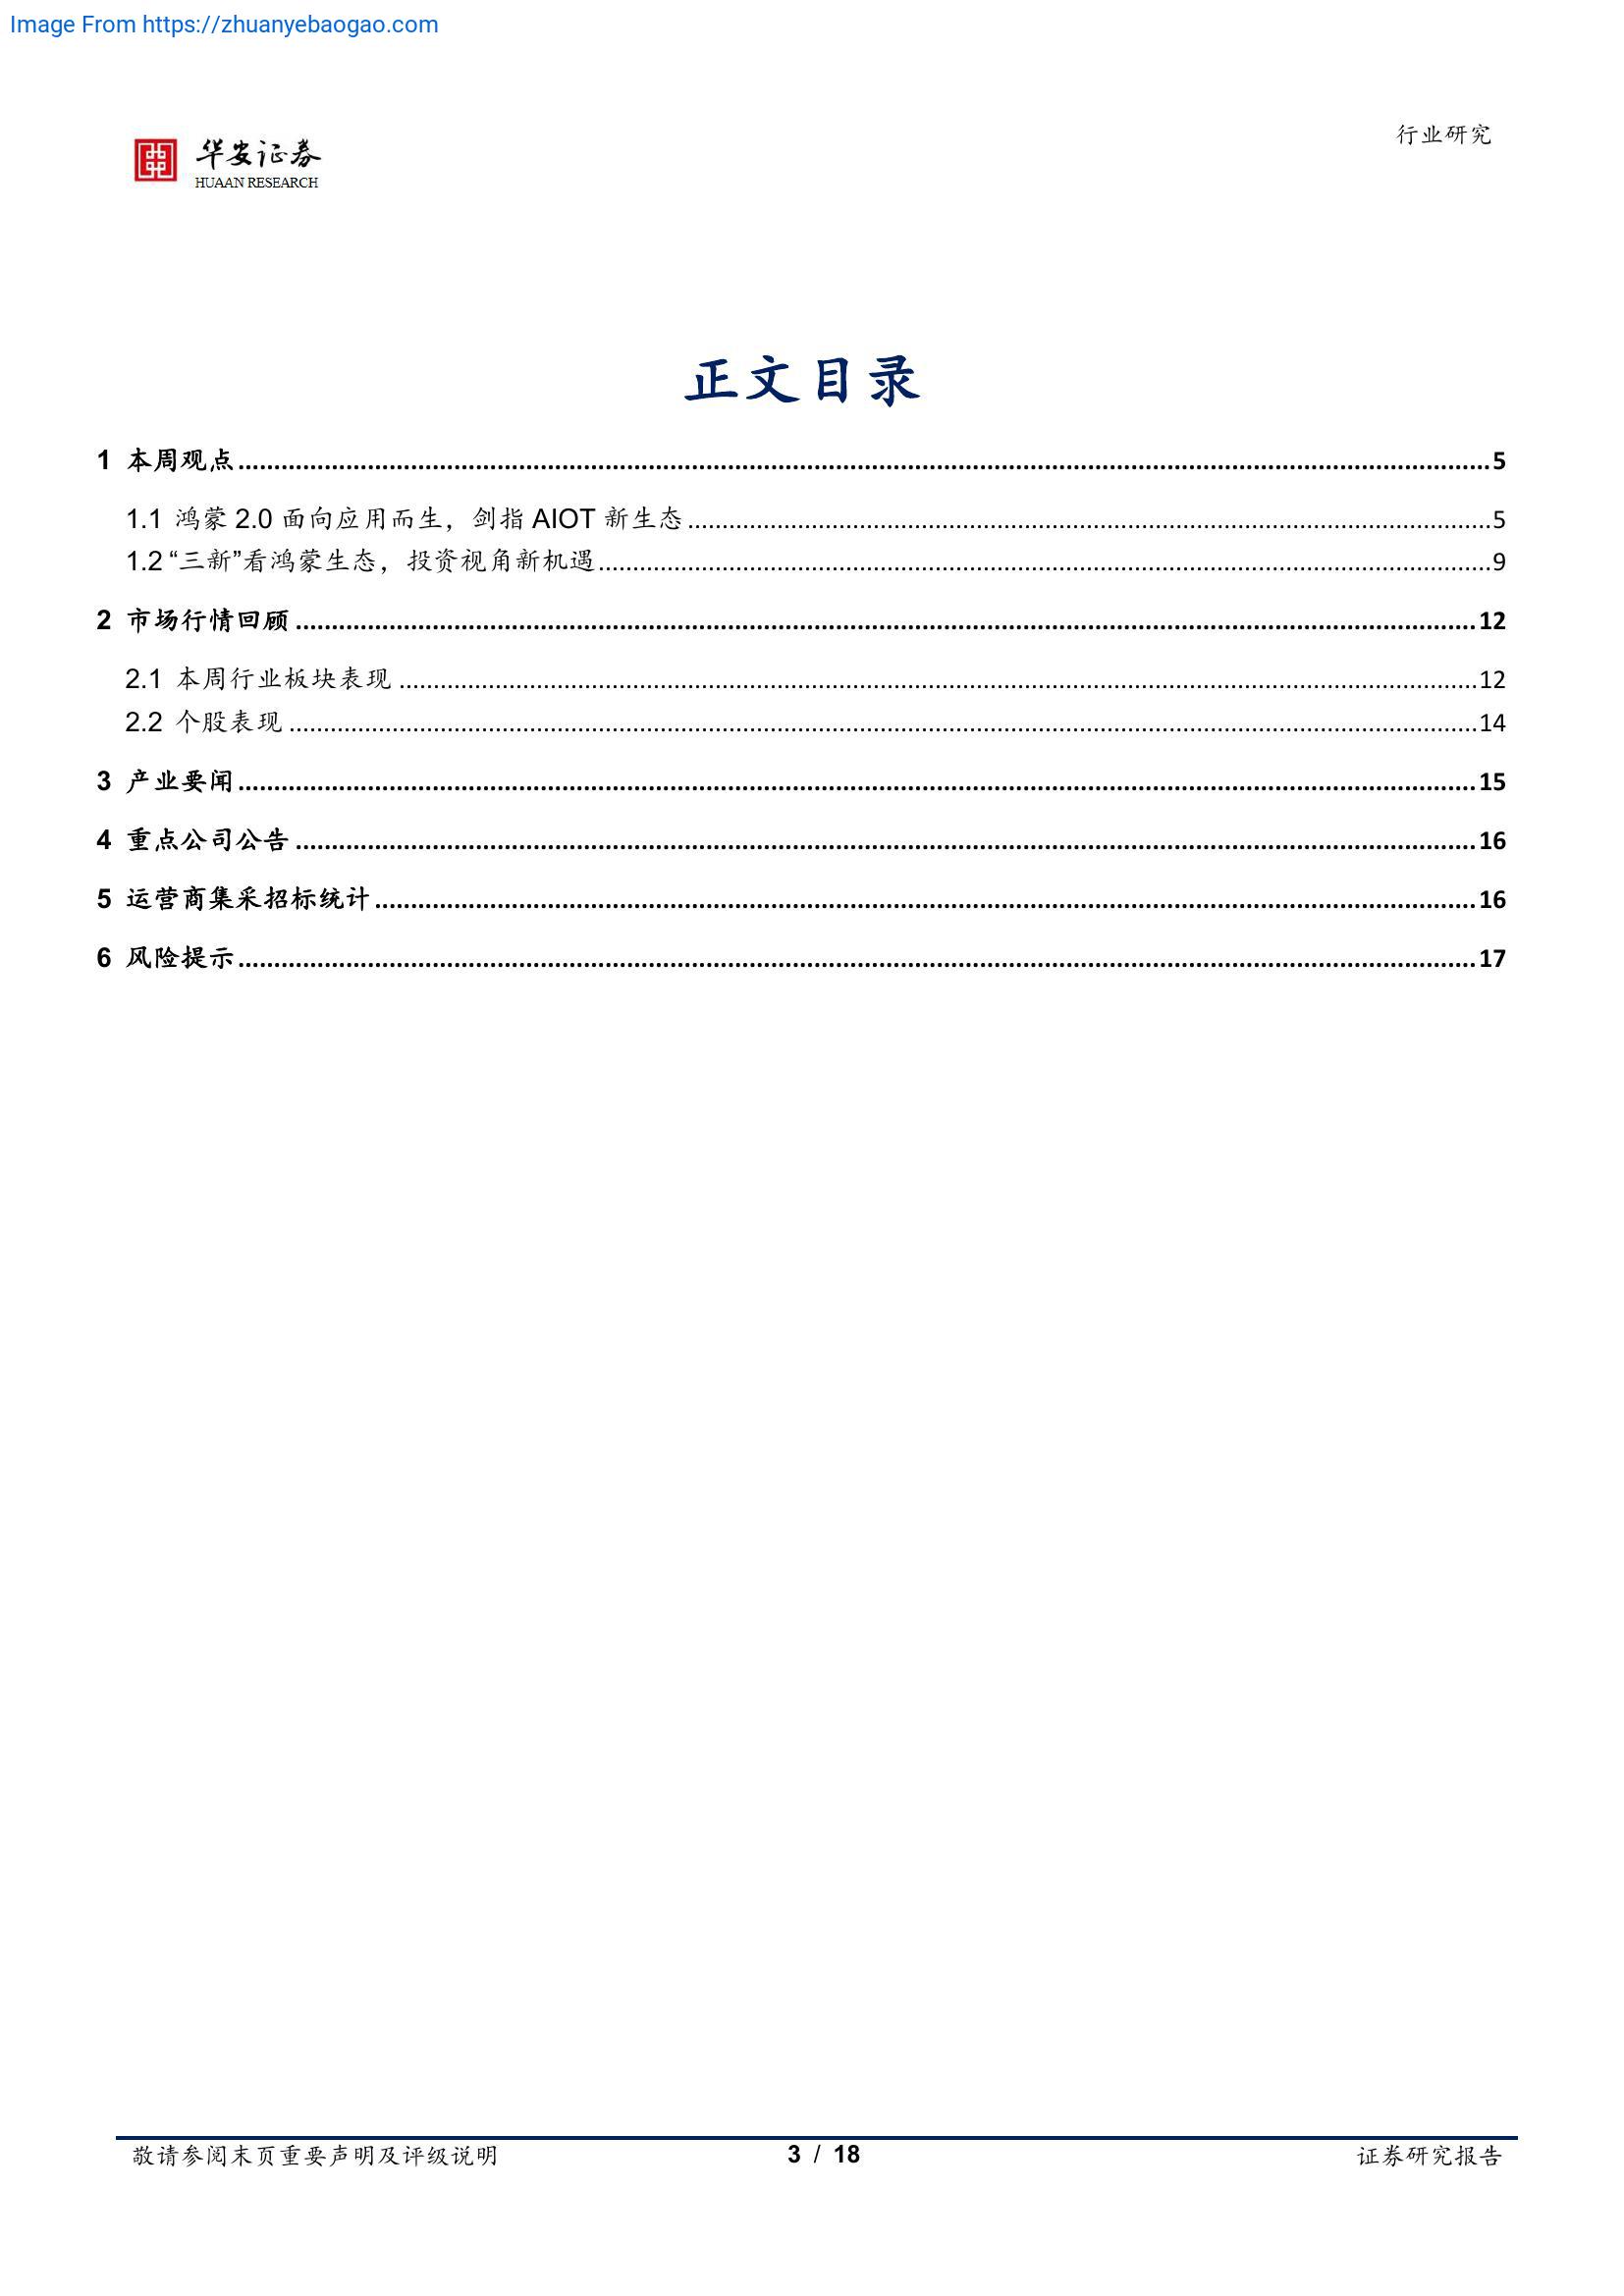 Image From https://zhuanyebaogao.com
行业研究
华安证券
HUAAN RESEARCH
正文目录
1 本周观点 5
1.1 鸿蒙 2.0 面向应用而生，剑指 AIOT 新生态 5
1.2 “三新”看鸿蒙生态，投资视角新机遇 9
2 市场行情回顾 12
2.1 本周行业板块表现 12
2.2 个股表现 14
3 产业要闻 15
4 重点公司公告 16
5 运营商集采招标统计 16
6 风险提示 17
敬请参阅末页重要声明及评级说明 3 / 18 证券研究报告